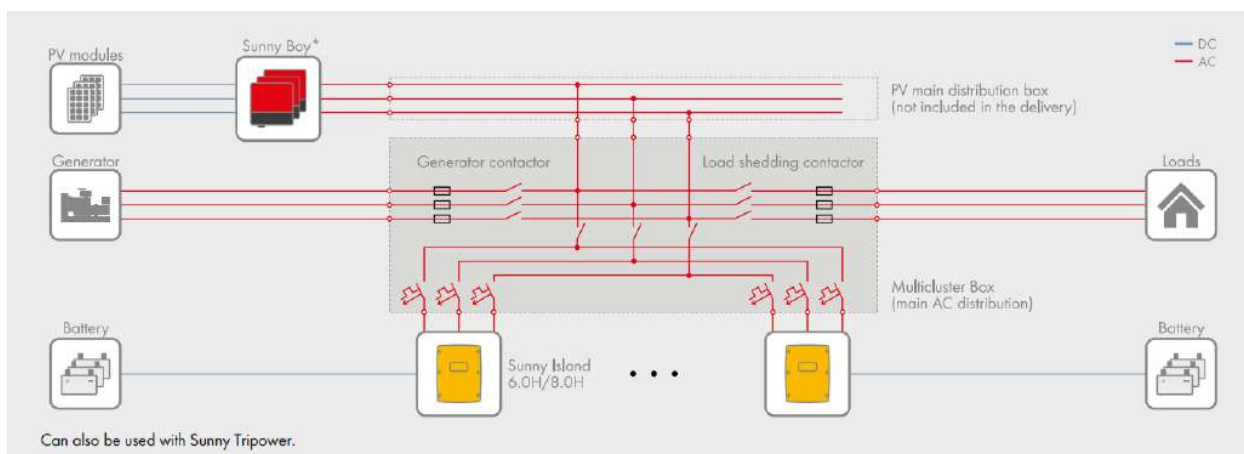 PV modules
Sunny Boy*
DC
AC
PV main distribution box
(not included in the delivery)
Generator
Generator contactor
Load shedding contactor
Loads
Multicluster Box
(main AC distribution)
Battery
Sunny Island
6.0H/8.0H
Battery
Can also be used with Sunny Tripower.